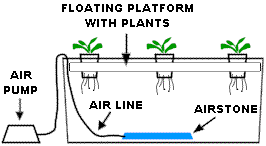 FLOATING PLATFORM
WITH PLANTS
AIR
PUMP
AIR LINE
AIRSTONE